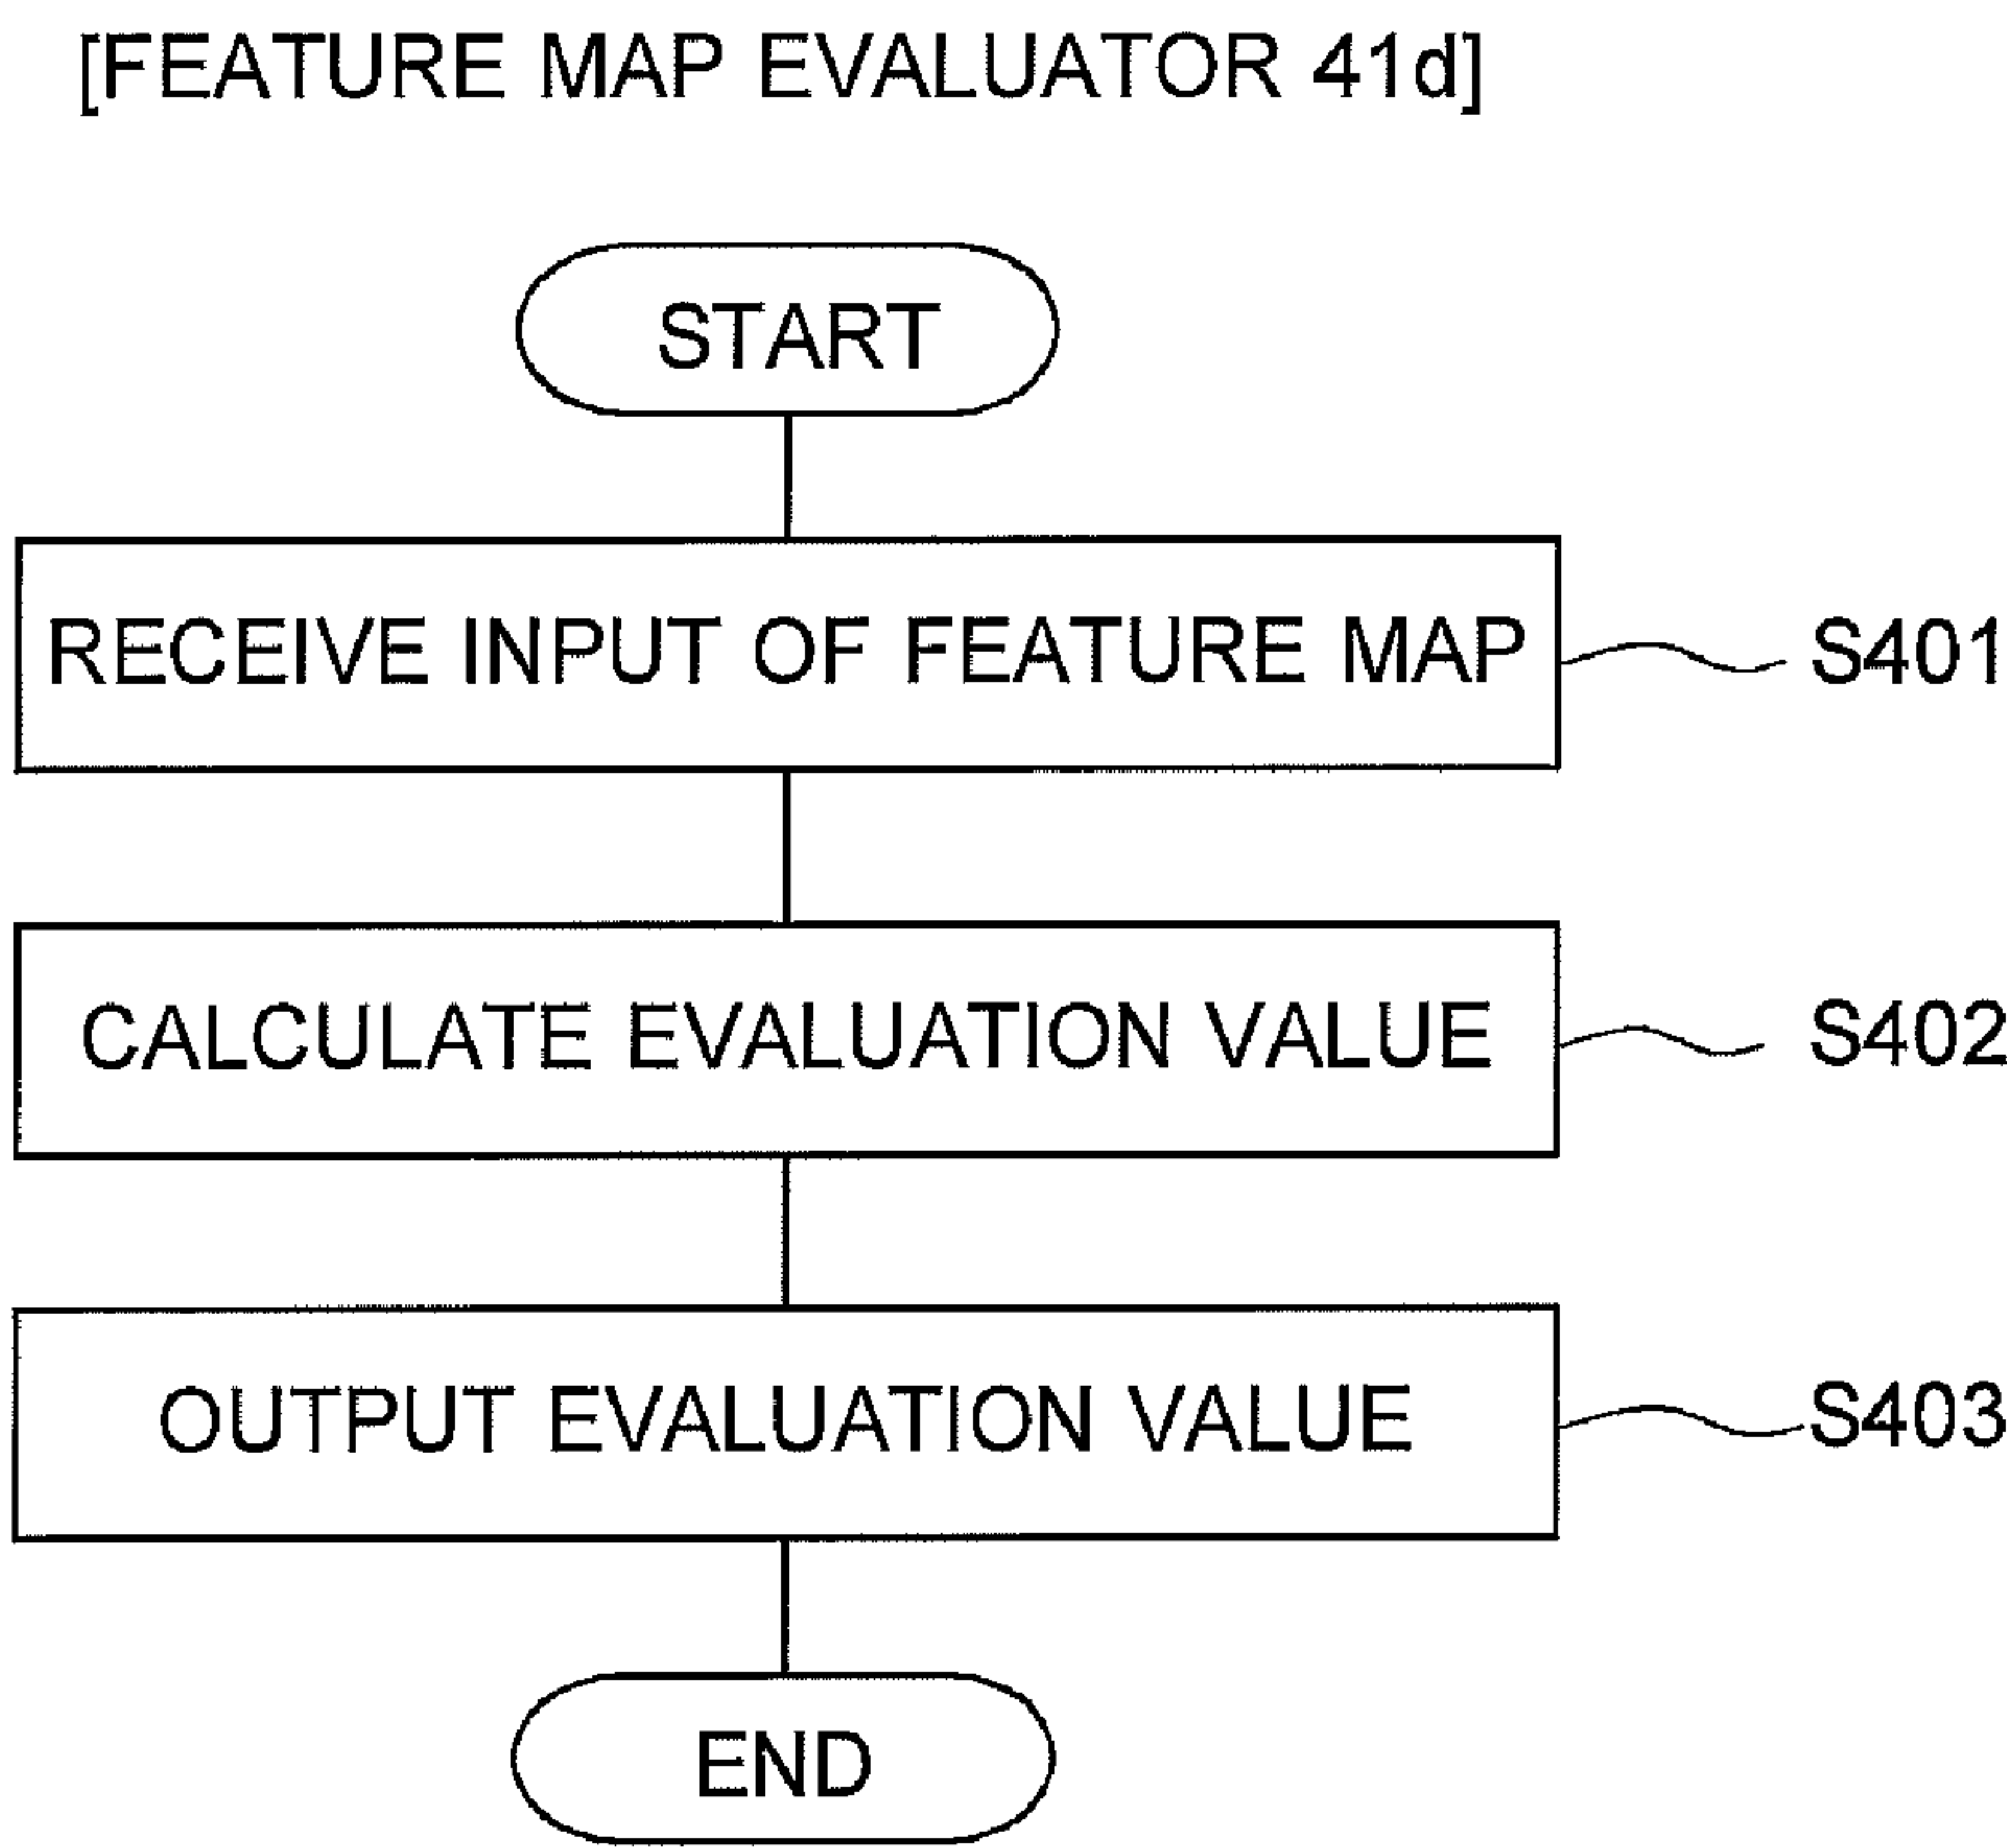 [FEATURE MAP EVALUATOR 41d]
START
RECEIVE INPUT OF FEATURE MAP
S401
CALCULATE EVALUATION VALUE
S402
OUTPUT EVALUATION VALUE
S403
END